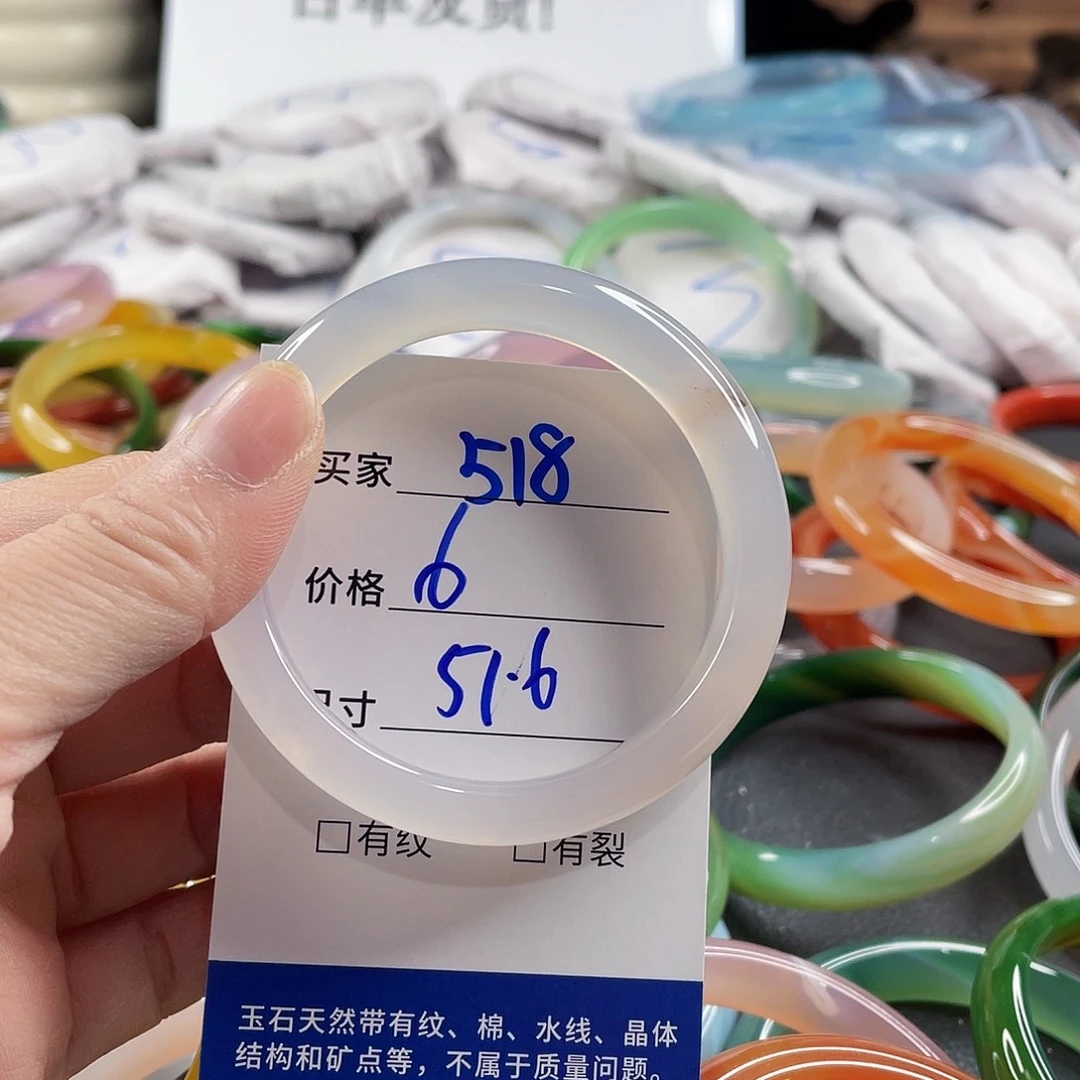 买家 518
价格 6
寸 51.6
□有纹 □有裂
玉石天然带有纹、棉、水线、晶体
结构和矿点等，不属于质量问题。